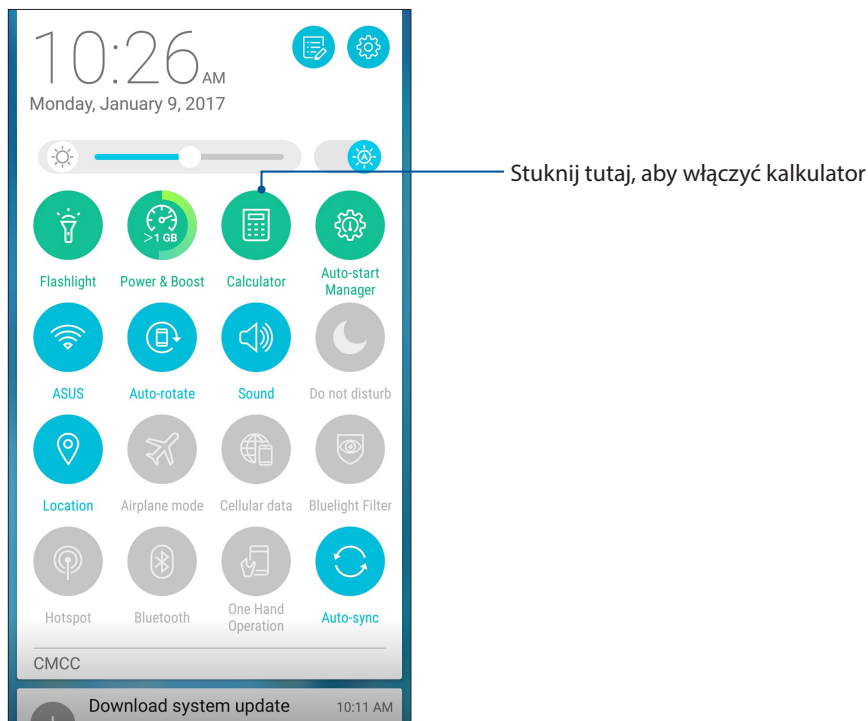 10:26 AM
Monday, January 9, 2017
A
Stuknij tutaj, aby włączyć kalkulator
>1 GB
Flashlight Power & Boost Calculator Auto-start
Manager
ASUS Auto-rotate Sound Do not disturb
Location Airplane mode Cellular data Bluelight Filter
Hotspot Bluetooth One Hand
Operation Auto-sync
CMCC
Download system update 10:11 AM